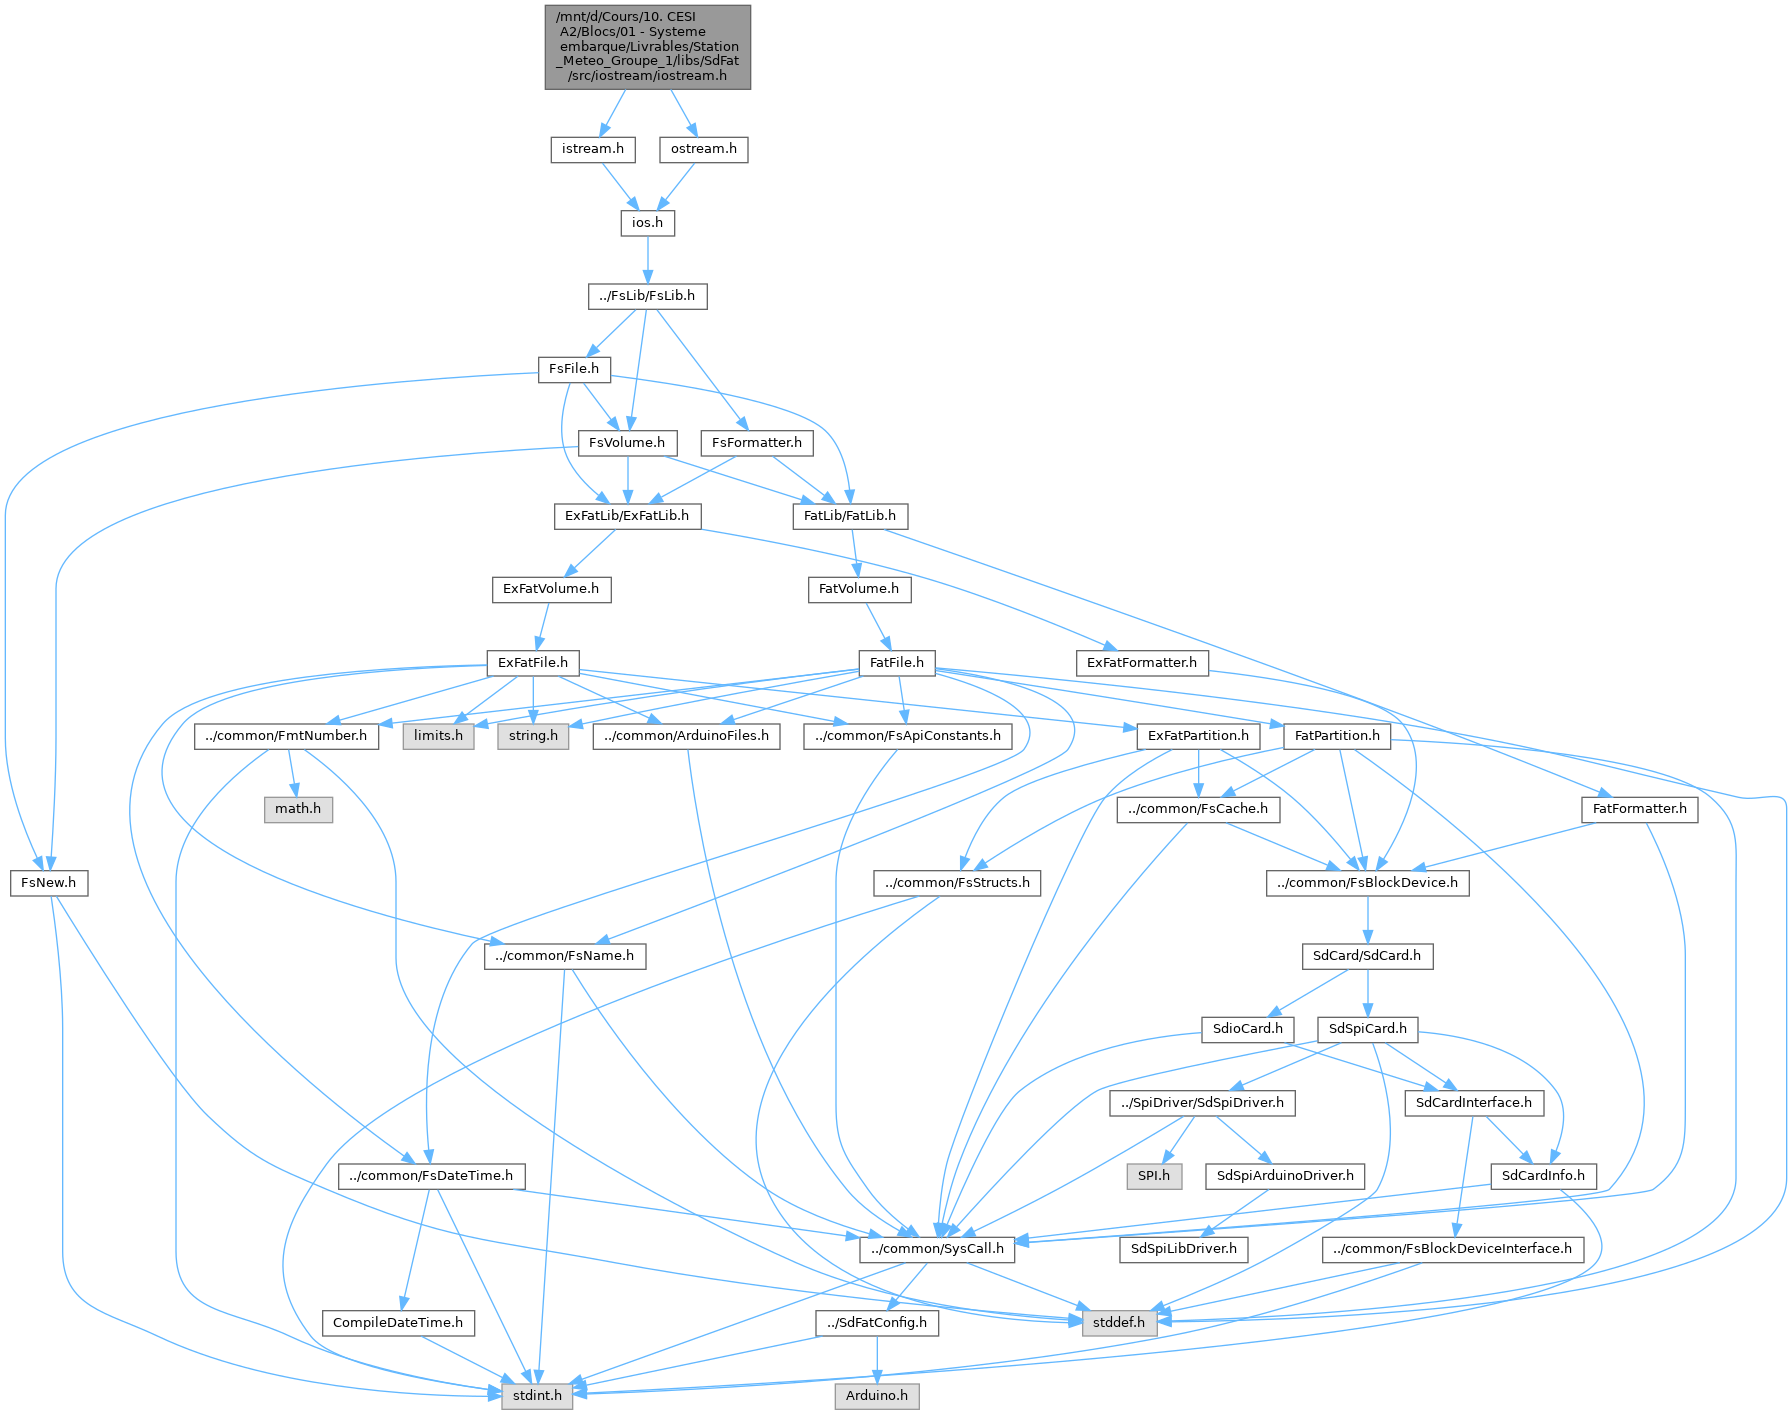 /mnt/d/Cours/10. CESI
A2/Blocs/01 - Systeme
embarque/Livrables/Station
_Meteo_Groupe_1/libs/SdFat
/src/iostream/iostream.h
istream.h
ostream.h
ios.h
../FsLib/FsLib.h
FsFile.h
FsVolume.h
FsFormatter.h
ExFatLib/ExFatLib.h
FatLib/FatLib.h
ExFatVolume.h
FatVolume.h
ExFatFile.h
FatFile.h
ExFatFormatter.h
../common/FmtNumber.h
limits.h
string.h
../common/ArduinoFiles.h
../common/FsApiConstants.h
ExFatPartition.h
FatPartition.h
math.h
../common/FsCache.h
FatFormatter.h
FsNew.h
../common/FsStructs.h
../common/FsBlockDevice.h
../common/FsName.h
SdCard/SdCard.h
SdioCard.h
SdSpiCard.h
../SpiDriver/SdSpiDriver.h
SdCardInterface.h
../common/FsDateTime.h
SPI.h
SdSpiArduinoDriver.h
SdCardInfo.h
../common/SysCall.h
SdSpiLibDriver.h
../common/FsBlockDeviceInterface.h
CompileDateTime.h
../SdFatConfig.h
stddef.h
stdint.h
Arduino.h